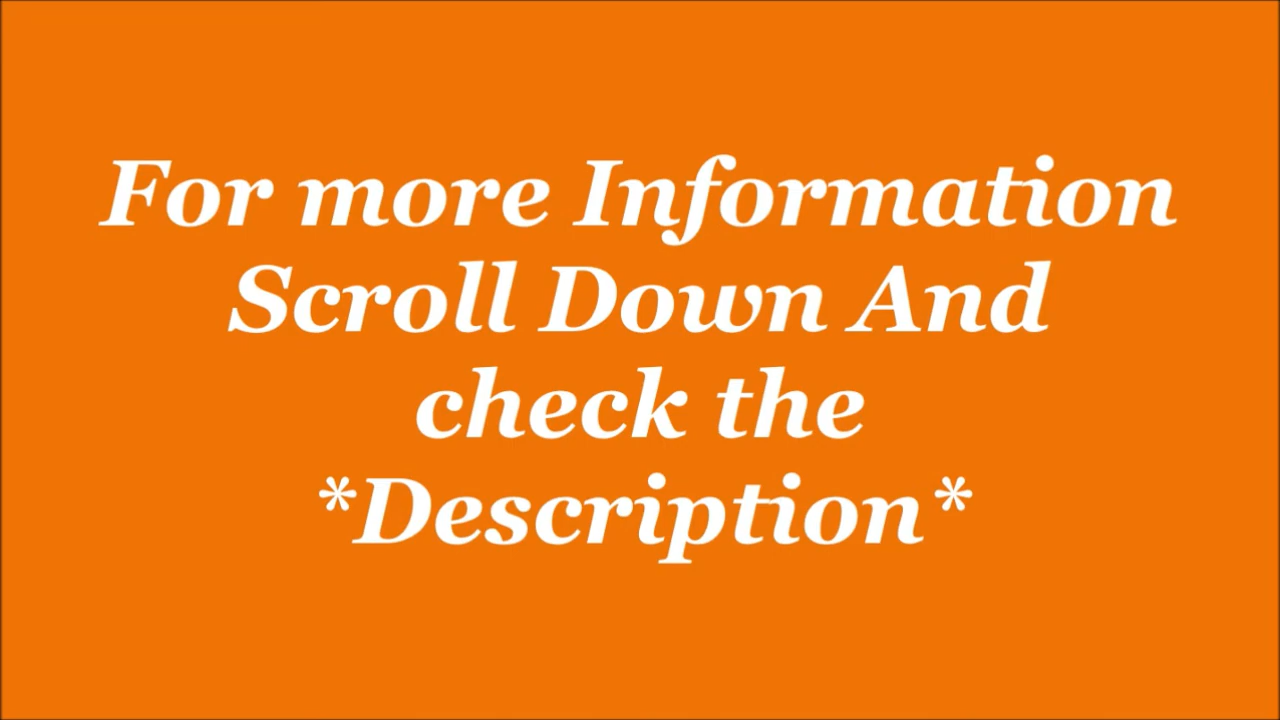 For more Information
Scroll Down And
check the
*Description*